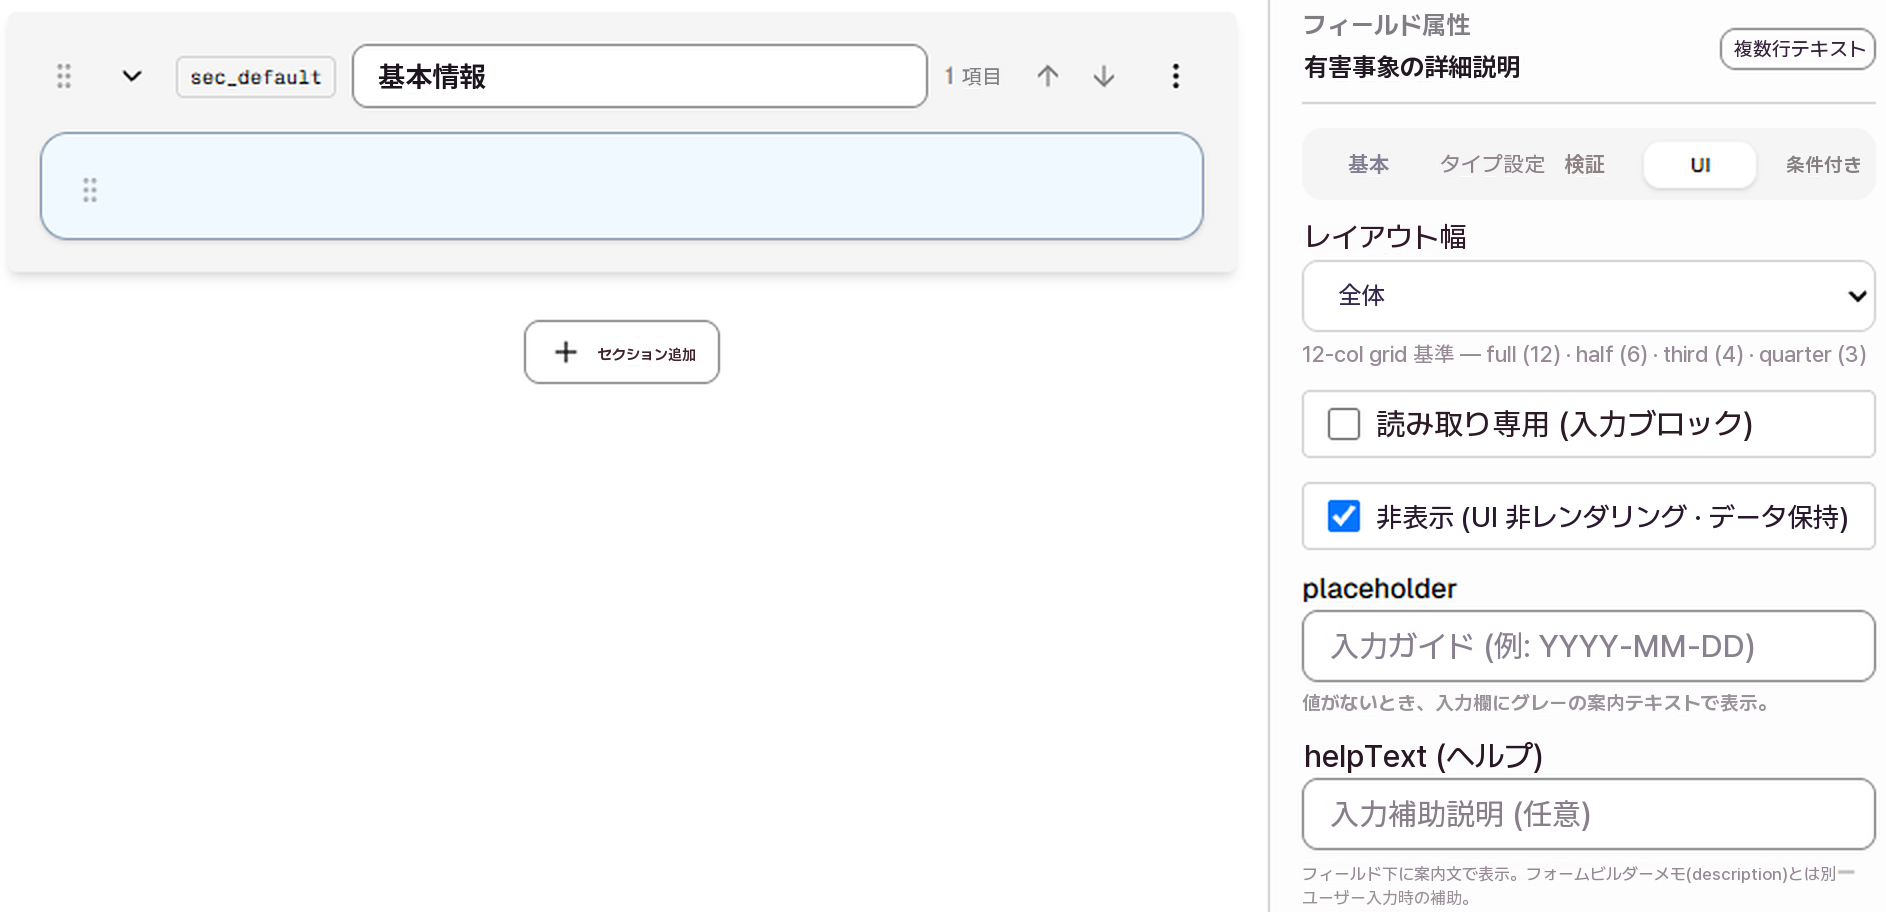 sec_default
基本情報
1 項目
セクション追加
フィールド属性
有害事象の詳細説明
複数行テキスト
基本 タイプ設定 検証 UI 条件付き
レイアウト幅
全体
12-col grid 基準 — full (12) · half (6) · third (4) · quarter (3)
読み取り専用 (入力ブロック)
非表示 (UI 非レンダリング · データ保持)
placeholder
入力ガイド (例: YYYY-MM-DD)
値がないとき、入力欄にグレーの案内テキストで表示。
helpText (ヘルプ)
入力補助説明 (任意)
フィールド下に案内文で表示。フォームビルダーメモ(description)とは別—
ユーザー入力時の補助。